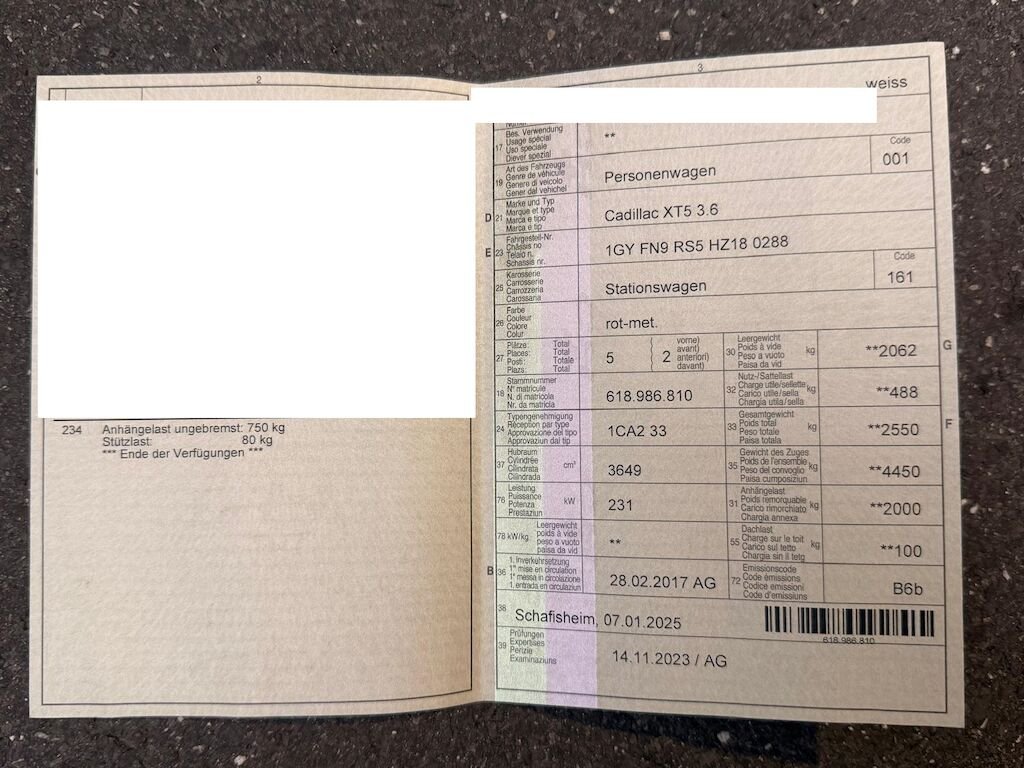 2
234 Anhängelast ungebremst: 750 kg
Stützlast: 80 kg
*** Ende der Verfügungen ***
3
weiss
17 Bes. Verwendung
Usage spécial
Uso speciale
Diever spezial
**
19 Art des Fahrzeugs
Genre de véhicule
Genere di veicolo
Gener dal vehichel
Personenwagen
Code
001
D 21 Marke und Typ
Marque et type
Marca e tipo
Marca e tip
Cadillac XT5 3.6
E 23 Fahrgestell-Nr.
Châssis no
Telaio n.
Schassis nr.
1GY FN9 RS5 HZ18 0288
25 Karosserie
Carrosserie
Carrozzeria
Carossaria
Stationswagen
Code
161
26 Farbe
Couleur
Colore
Colur
rot-met.
27 Plätze: Total
Places: Total
Posti: Totale
Plazs: Total
5
2
vorne)
avant)
anteriori)
davant)
30 Leergewicht
Poids à vide
Peso a vuoto
Paisa da vid
kg
**2062
G
18 Stammnummer
N° matricule
N. di matricola
Nr. da matricla
618.986.810
32 Nutz-/Sattellast
Charge utile/sellette
Carico utile/sella
Chargia utila/sella
kg
**488
24 Typengenehmigung
Réception par type
Approvazione del tipo
Approvaziun dal tip
1CA2 33
33 Gesamtgewicht
Poids total
Peso totale
Paisa totala
kg
**2550
F
37 Hubraum
Cylindrée
Cilindrata
Cilindrada
cm³
3649
35 Gewicht des Zuges
Poids de l'ensemble
Peso del convoglio
Paisa cumposiziun
kg
**4450
76 Leistung
Puissance
Potenza
Prestaziun
kW
231
31 Anhängelast
Poids remorquable
Carico rimorchiato
Chargia annexa
kg
**2000
78 kW/kg
Leergewicht
poids à vide
peso a vuoto
paisa da vid
**
55 Dachlast
Charge sur le toit
Carico sul tetto
Chargia sin il tetg
kg
**100
B 36 1. Inverkehrsetzung
1re mise en circulation
1a messa in circolazione
1. entrada en circulaziun
28.02.2017 AG
72 Emissionscode
Code émissions
Codice emissioni
Code d'emissiuns
B6b
38 Schafisheim, 07.01.2025
618.986.810
39 Prüfungen
Expertises
Perizie
Examinaziuns
14.11.2023 / AG